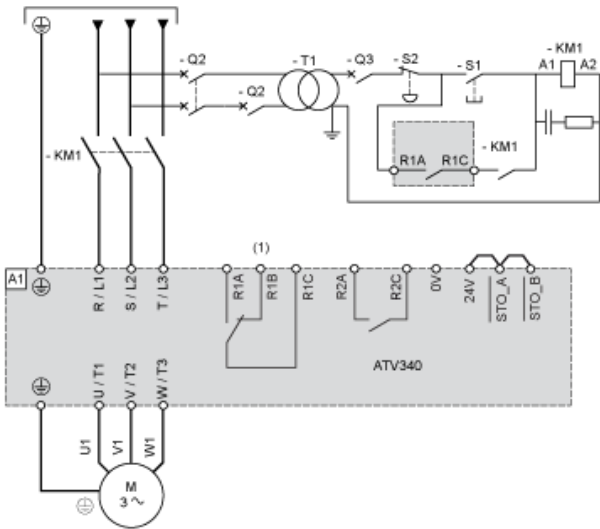 - Q2
- T1
- Q3
- S2
- S1
- KM1
A1
A2
- Q2
- KM1
R1A
R1C
- KM1
(1)
A1
R / L1
S / L2
T / L3
R1A
R1B
R1C
R2A
R2C
0V
24V
STO_A
STO_B
ATV340
U / T1
V / T2
W / T3
U1
V1
W1
M
3 ~